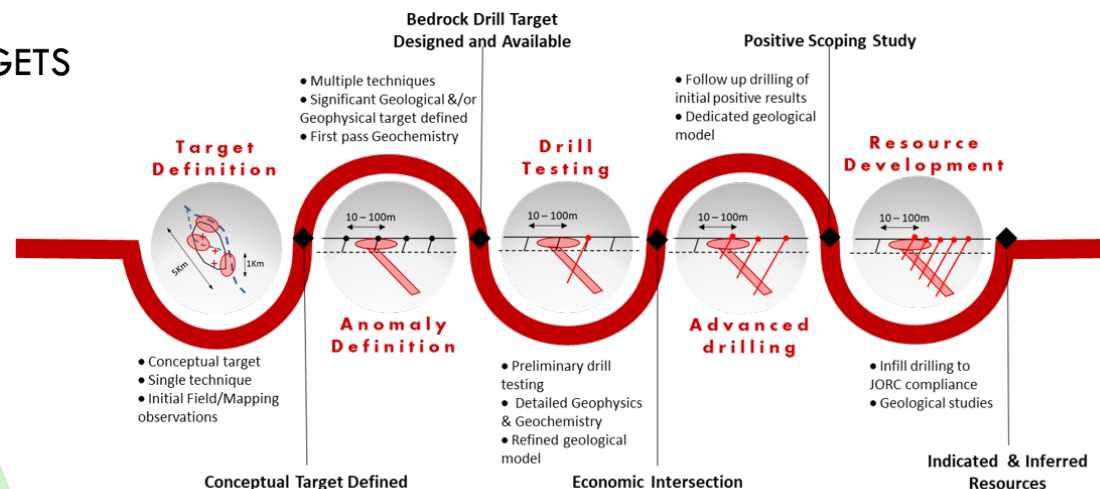 GETS
Bedrock Drill Target
Designed and Available
Positive Scoping Study
● Multiple techniques
● Significant Geological &/or
Geophysical target defined
● First pass Geochemistry
● Follow up drilling of
initial positive results
● Dedicated geological
model
Target
Definition
Drill
Testing
Resource
Development
5Km
1Km
10 – 100m
10 – 100m
10 – 100m
10 – 100m
Anomaly
Definition
Advanced
drilling
● Conceptual target
● Single technique
● Initial Field/Mapping
observations
● Preliminary drill
testing
● Detailed Geophysics
& Geochemistry
● Refined geological
model
● Infill drilling to
JORC compliance
● Geological studies
Conceptual Target Defined
Economic Intersection
Indicated & Inferred
Resources